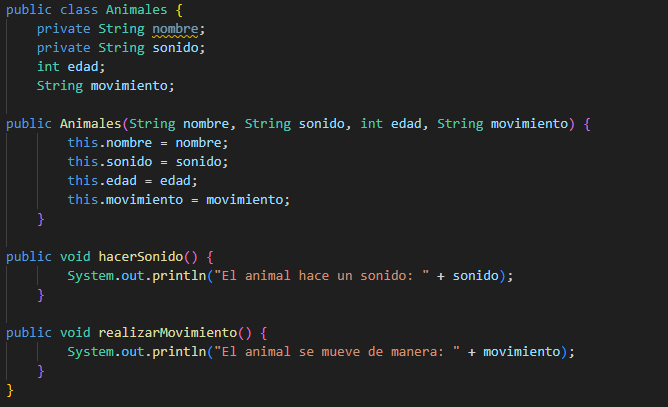 public class Animales {
    private String nombre;
    private String sonido;
    int edad;
    String movimiento;

public Animales(String nombre, String sonido, int edad, String movimiento) {
        this.nombre = nombre;
        this.sonido = sonido;
        this.edad = edad;
        this.movimiento = movimiento;
    }

public void hacerSonido() {
        System.out.println("El animal hace un sonido: " + sonido);
    }

public void realizarMovimiento() {
        System.out.println("El animal se mueve de manera: " + movimiento);
    }
}